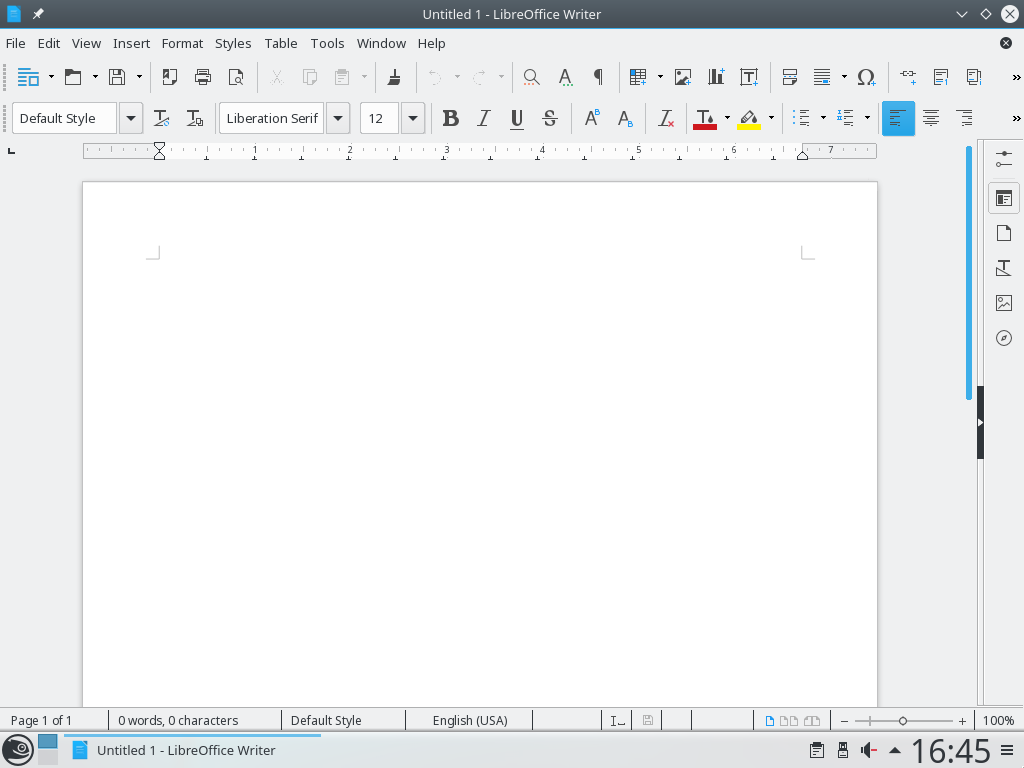 Untitled 1 - LibreOffice Writer
File Edit View Insert Format Styles Table Tools Window Help
Default Style Liberation Serif 12
1 2 3 4 5 6 7
Page 1 of 1 0 words, 0 characters Default Style English (USA) 100%
Untitled 1 - LibreOffice Writer 16:45